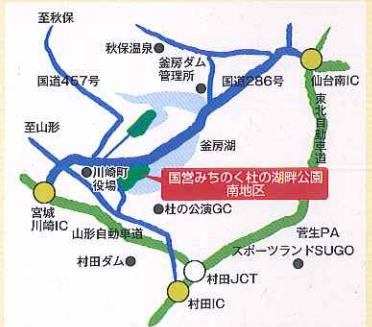 至秋保
秋保温泉
釜房ダム
管理所
国道457号
国道286号
仙台南IC
東北自動車道
至山形
釜房湖
川崎町
役場
国営みちのく杜の湖畔公園
南地区
宮城
川崎IC
杜の公演GC
山形自動車道
菅生PA
スポーツランドSUGO
村田ダム
村田JCT
村田IC